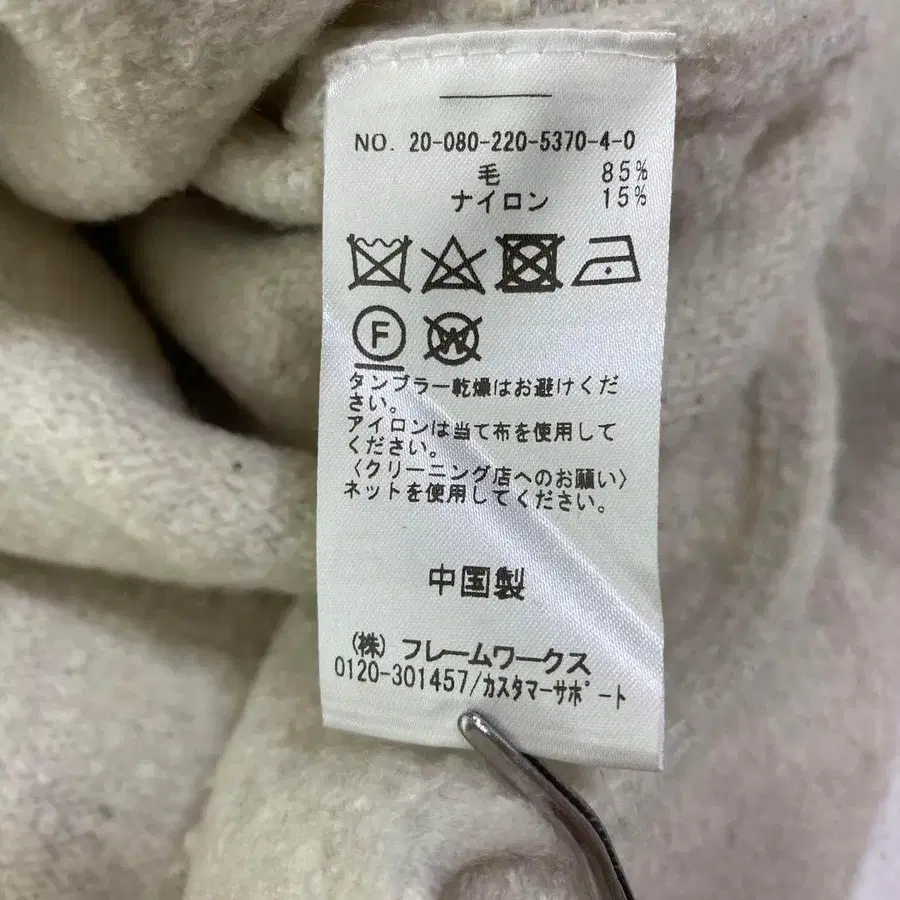 NO. 20-080-220-5370-4-0
毛 85%
ナイロン 15%
F W
タンブラー乾燥はお避けくだ
さい。
アイロンは当て布を使用して
ください。
〈クリーニング店へのお願い〉
ネットを使用してください。
中国製
(株) フレームワークス
0120-301457/カスタマーサポート